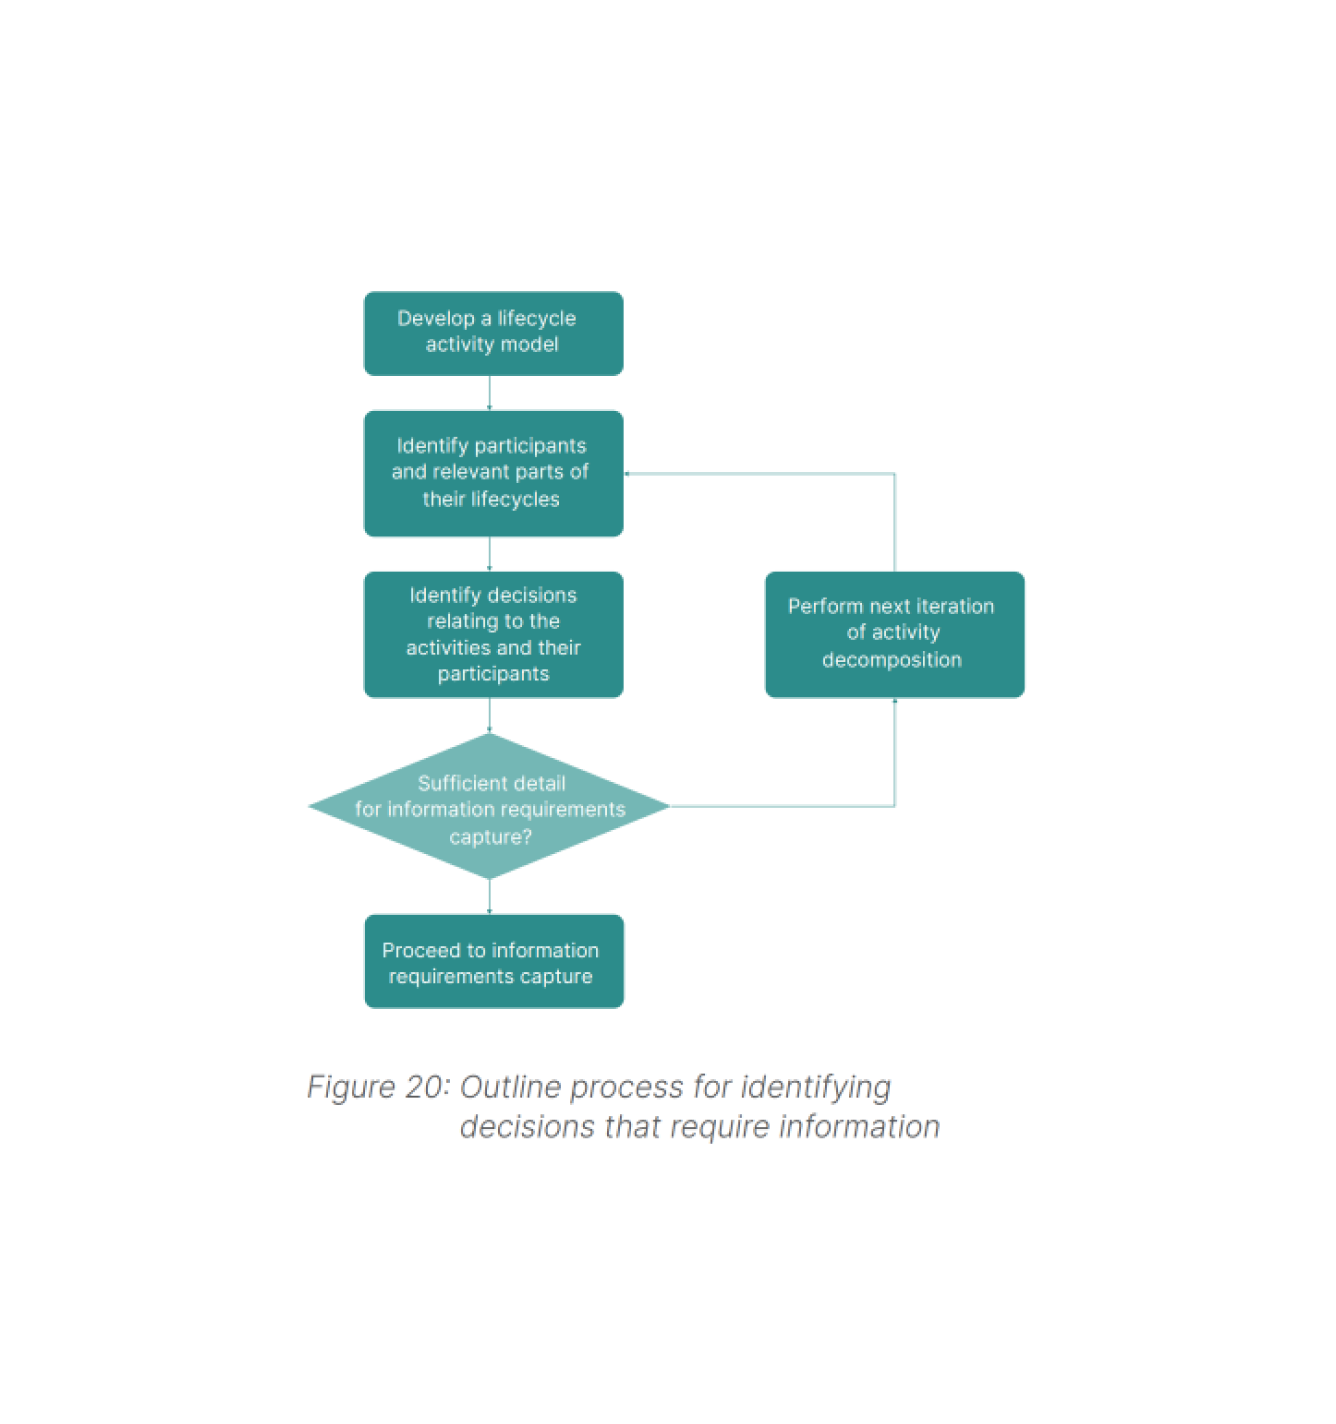 Develop a lifecycle
activity model
Identify participants
and relevant parts of
their lifecycles
Identify decisions
relating to the
activities and their
participants
Perform next iteration
of activity
decomposition
Sufficient detail
for information requirements
capture?
Proceed to information
requirements capture
Figure 20: Outline process for identifying
decisions that require information